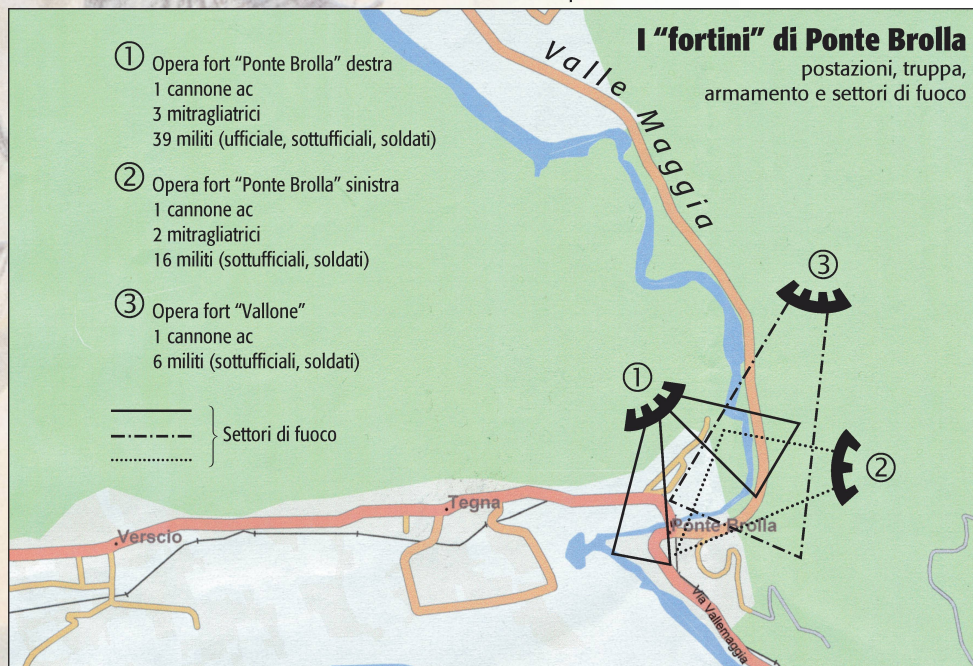 I “fortini” di Ponte Brolla
postazioni, truppa,
armamento e settori di fuoco
① Opera fort “Ponte Brolla” destra
1 cannone ac
3 mitragliatrici
39 militi (ufficiale, sottufficiali, soldati)
② Opera fort “Ponte Brolla” sinistra
1 cannone ac
2 mitragliatrici
16 militi (sottufficiali, soldati)
③ Opera fort “Vallone”
1 cannone ac
6 militi (sottufficiali, soldati)
Settori di fuoco
Valle Maggia
③
①
②
Tegna
Verscio
Ponte Brolla
Via Vallemaggia